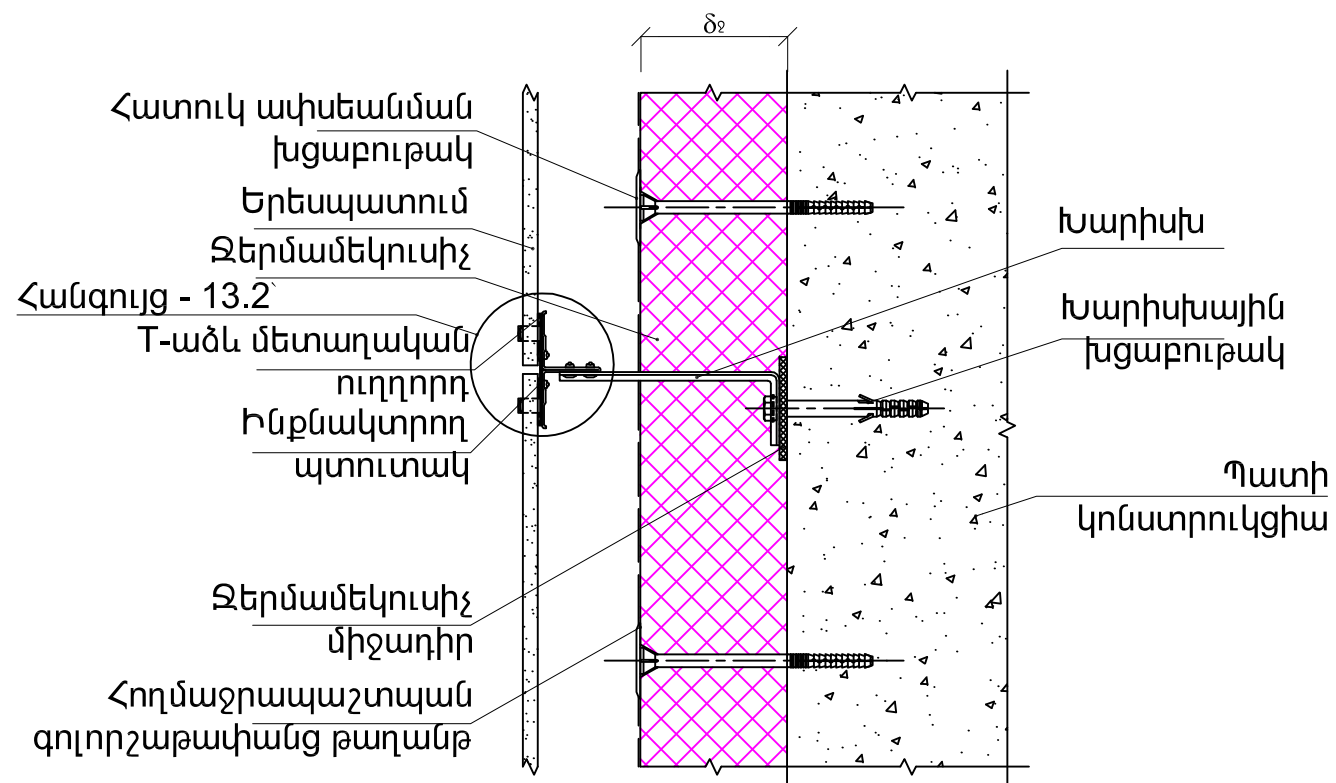 δջ
Հատուկ ափսեանման
խցաբութակ
Երեսպատում
Ջերմամեկուսիչ
Հանգույց - 13.2՝
T-աձև մետաղական
ուղղորդ
Ինքնակտրող
պտուտակ
Ջերմամեկուսիչ
միջադիր
Հողմաջրապաշտպան
գոլորշաթափանց թաղանթ
Խարիսխ
Խարիսխային
խցաբութակ
Պատի
կոնստրուկցիա